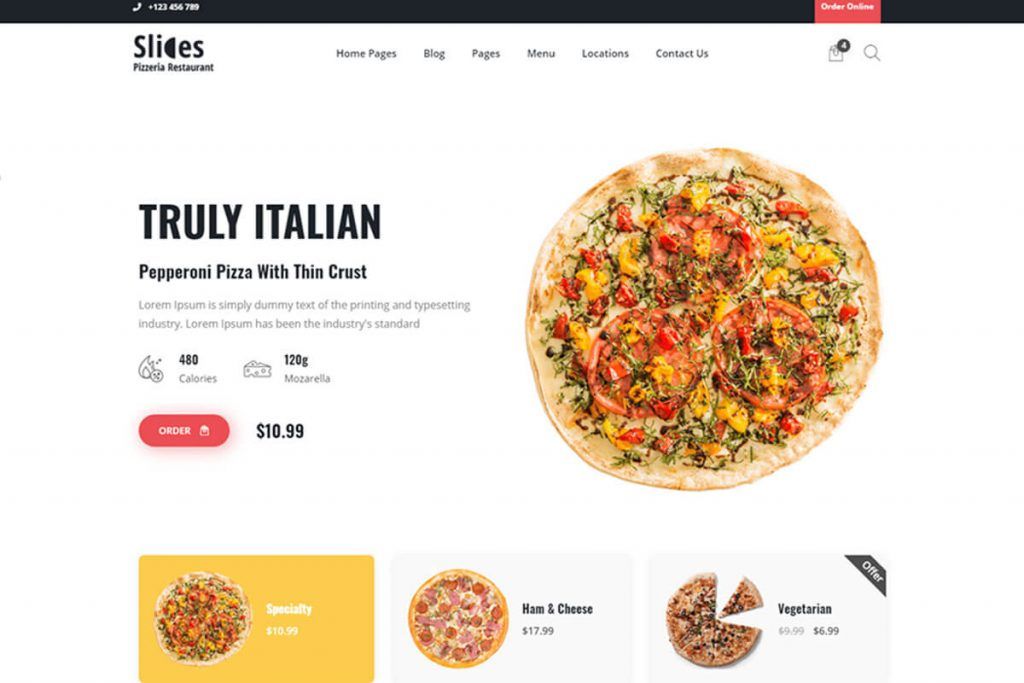 +123 456 789
Order Online
Slices
Pizzeria Restaurant
Home Pages Blog Pages Menu Locations Contact Us
4
TRULY ITALIAN
Pepperoni Pizza With Thin Crust
Lorem Ipsum is simply dummy text of the printing and typesetting
industry. Lorem Ipsum has been the industry's standard
480
Calories
120g
Mozarella
ORDER
$10.99
Specialty
$10.99
Ham & Cheese
$17.99
Offer
Vegetarian
$9.99 $6.99